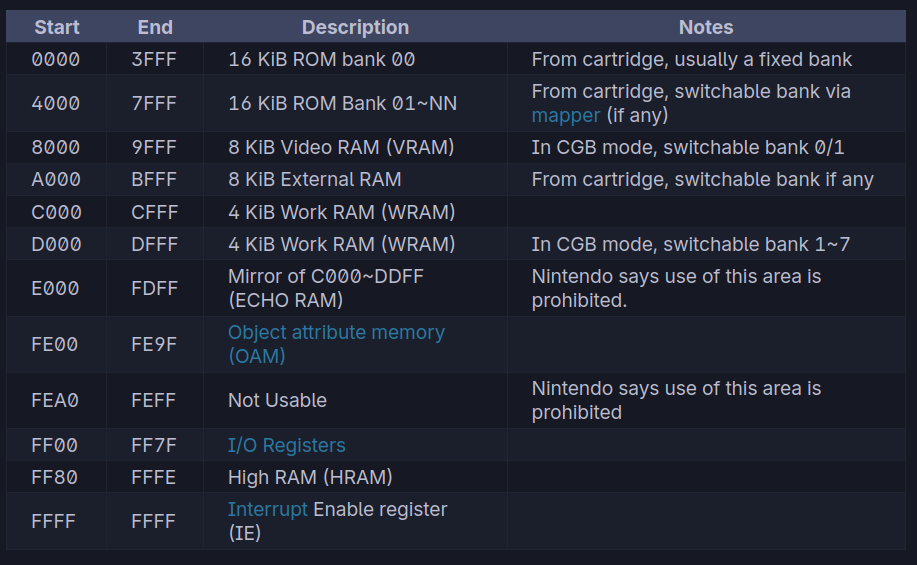 Start End Description Notes
0000 3FFF 16 KiB ROM bank 00 From cartridge, usually a fixed bank
4000 7FFF 16 KiB ROM Bank 01~NN From cartridge, switchable bank via
mapper (if any)
8000 9FFF 8 KiB Video RAM (VRAM) In CGB mode, switchable bank 0/1
A000 BFFF 8 KiB External RAM From cartridge, switchable bank if any
C000 CFFF 4 KiB Work RAM (WRAM)
D000 DFFF 4 KiB Work RAM (WRAM) In CGB mode, switchable bank 1~7
E000 FDFF Mirror of C000~DDFF
(ECHO RAM) Nintendo says use of this area is
prohibited.
FE00 FE9F Object attribute memory
(OAM)
FEA0 FEFF Not Usable Nintendo says use of this area is
prohibited
FF00 FF7F I/O Registers
FF80 FFFE High RAM (HRAM)
FFFF FFFF Interrupt Enable register
(IE)